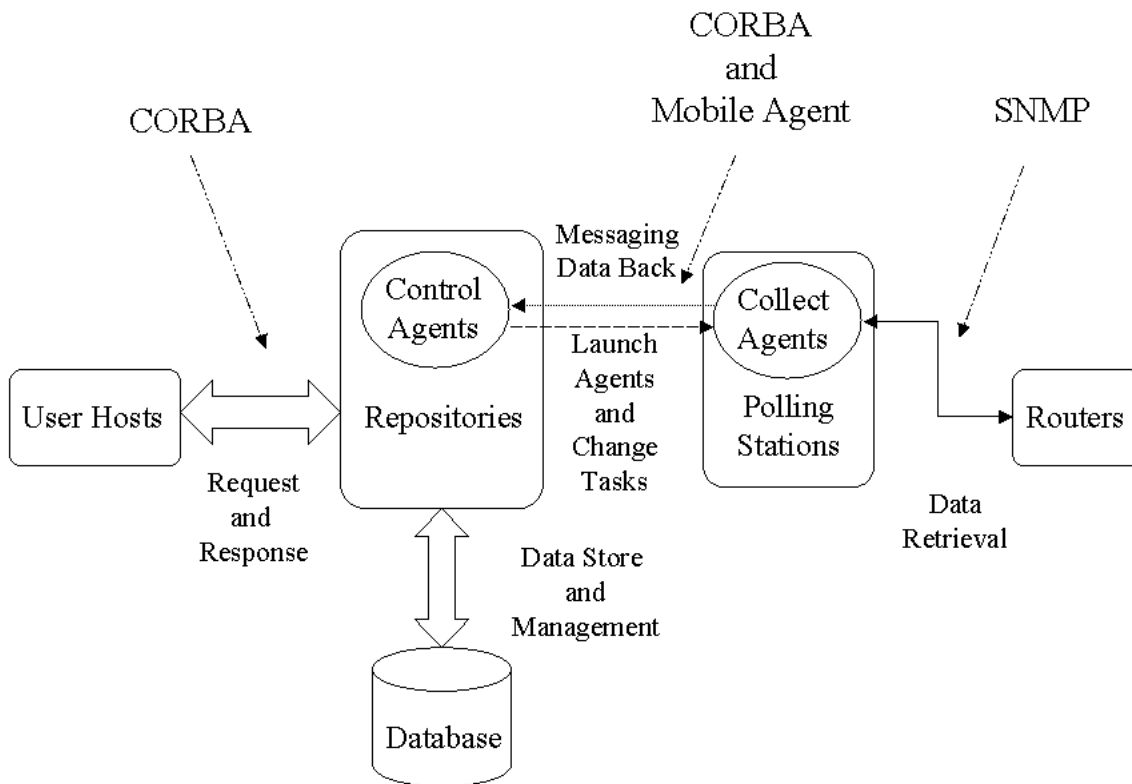 CORBA
CORBA
and
Mobile Agent
SNMP
Messaging
Data Back
Control
Agents
Collect
Agents
Launch
Agents
and
Change
Tasks
User Hosts
Repositories
Polling
Stations
Routers
Request
and
Response
Data
Retrieval
Data Store
and
Management
Database